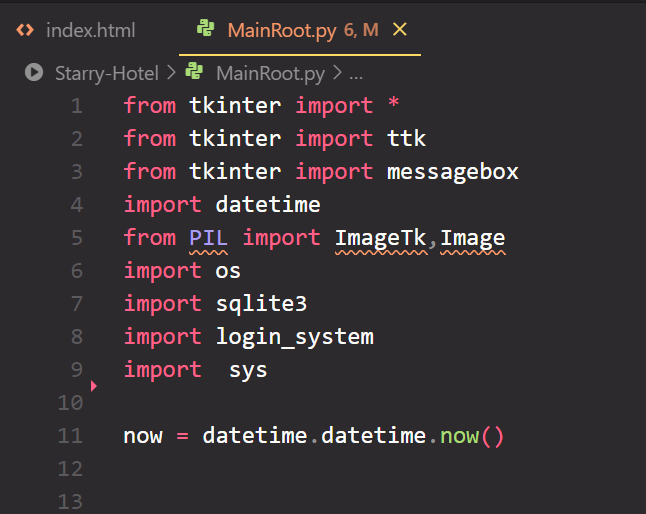 index.html MainRoot.py 6, M
Starry-Hotel > MainRoot.py > ...
1 from tkinter import *
2 from tkinter import ttk
3 from tkinter import messagebox
4 import datetime
5 from PIL import ImageTk,Image
6 import os
7 import sqlite3
8 import login_system
9 import  sys
10
11 now = datetime.datetime.now()
12
13